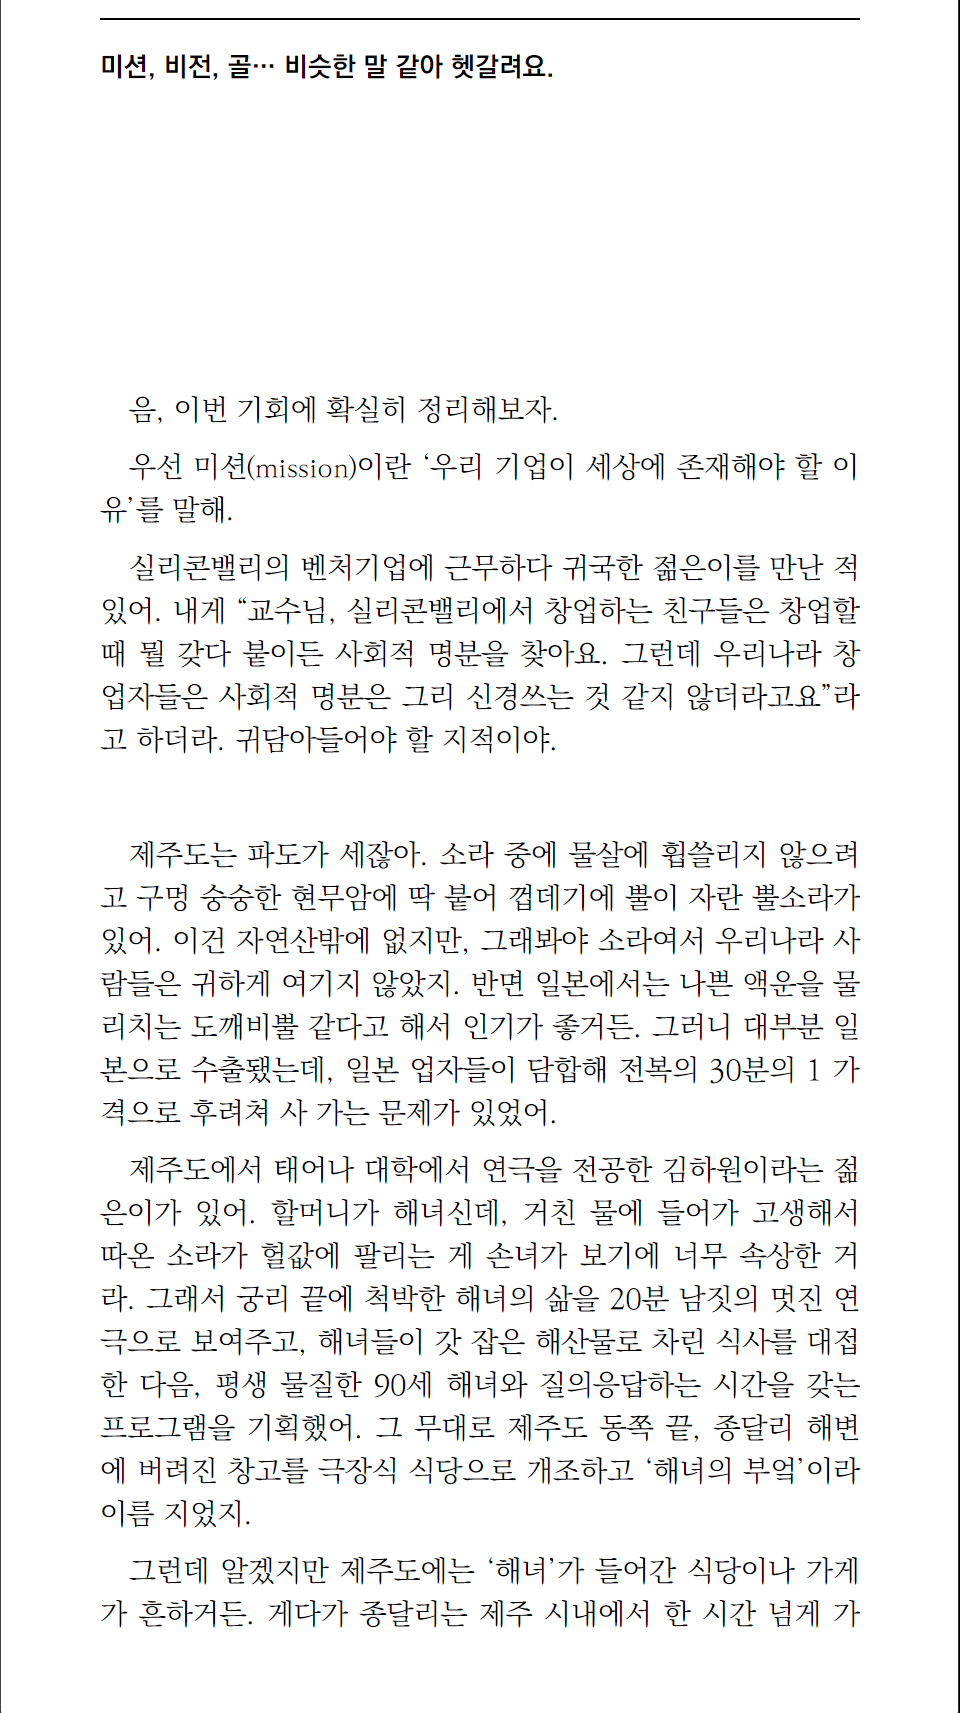 미션, 비전, 골… 비슷한 말 같아 헷갈려요.
음, 이번 기회에 확실히 정리해보자.
우선 미션(mission)이란 ‘우리 기업이 세상에 존재해야 할 이
유’를 말해.
실리콘밸리의 벤처기업에 근무하다 귀국한 젊은이를 만난 적
있어. 내게 “교수님, 실리콘밸리에서 창업하는 친구들은 창업할
때 뭘 갖다 붙이든 사회적 명분을 찾아요. 그런데 우리나라 창
업자들은 사회적 명분은 그리 신경쓰는 것 같지 않더라고요”라
고 하더라. 귀담아들어야 할 지적이야.
제주도는 파도가 세잖아. 소라 중에 물살에 휩쓸리지 않으려
고 구멍 숭숭한 현무암에 딱 붙어 껍데기에 뿔이 자란 뿔소라가
있어. 이건 자연산밖에 없지만, 그래봐야 소라여서 우리나라 사
람들은 귀하게 여기지 않았지. 반면 일본에서는 나쁜 액운을 물
리치는 도깨비뿔 같다고 해서 인기가 좋거든. 그러니 대부분 일
본으로 수출됐는데, 일본 업자들이 담합해 전복의 30분의 1 가
격으로 후려쳐 사 가는 문제가 있었어.
제주도에서 태어나 대학에서 연극을 전공한 김하원이라는 젊
은이가 있어. 할머니가 해녀신데, 거친 물에 들어가 고생해서
따온 소라가 헐값에 팔리는 게 손녀가 보기에 너무 속상한 거
라. 그래서 궁리 끝에 척박한 해녀의 삶을 20분 남짓의 멋진 연
극으로 보여주고, 해녀들이 갓 잡은 해산물로 차린 식사를 대접
한 다음, 평생 물질한 90세 해녀와 질의응답하는 시간을 갖는
프로그램을 기획했어. 그 무대로 제주도 동쪽 끝, 종달리 해변
에 버려진 창고를 극장식 식당으로 개조하고 ‘해녀의 부엌’이라
이름 지었지.
그런데 알겠지만 제주도에는 ‘해녀’가 들어간 식당이나 가게
가 흔하거든. 게다가 종달리는 제주 시내에서 한 시간 넘게 가